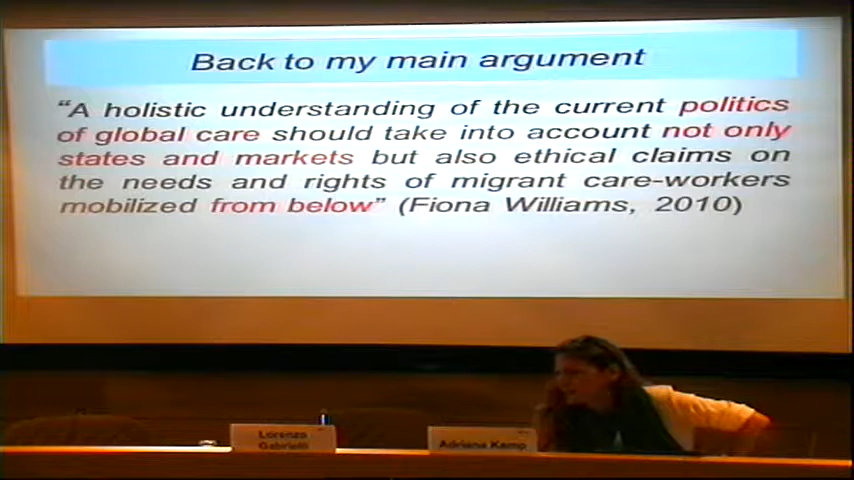 Back to my main argument
“A holistic understanding of the current politics
of global care should take into account not only
states and markets but also ethical claims on
the needs and rights of migrant care-workers
mobilized from below” (Fiona Williams, 2010)
Lorenzo
Gabrielli
Adriana Kemp